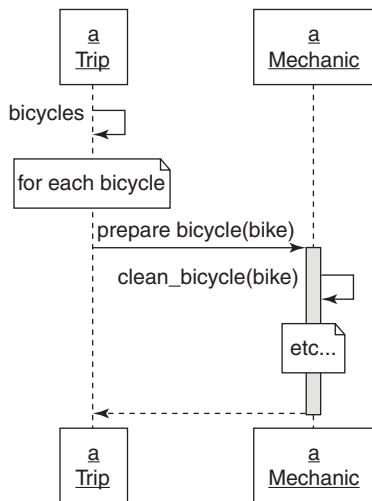 a
Trip
a
Mechanic
bicycles
for each bicycle
prepare bicycle(bike)
clean_bicycle(bike)
etc...
a
Trip
a
Mechanic